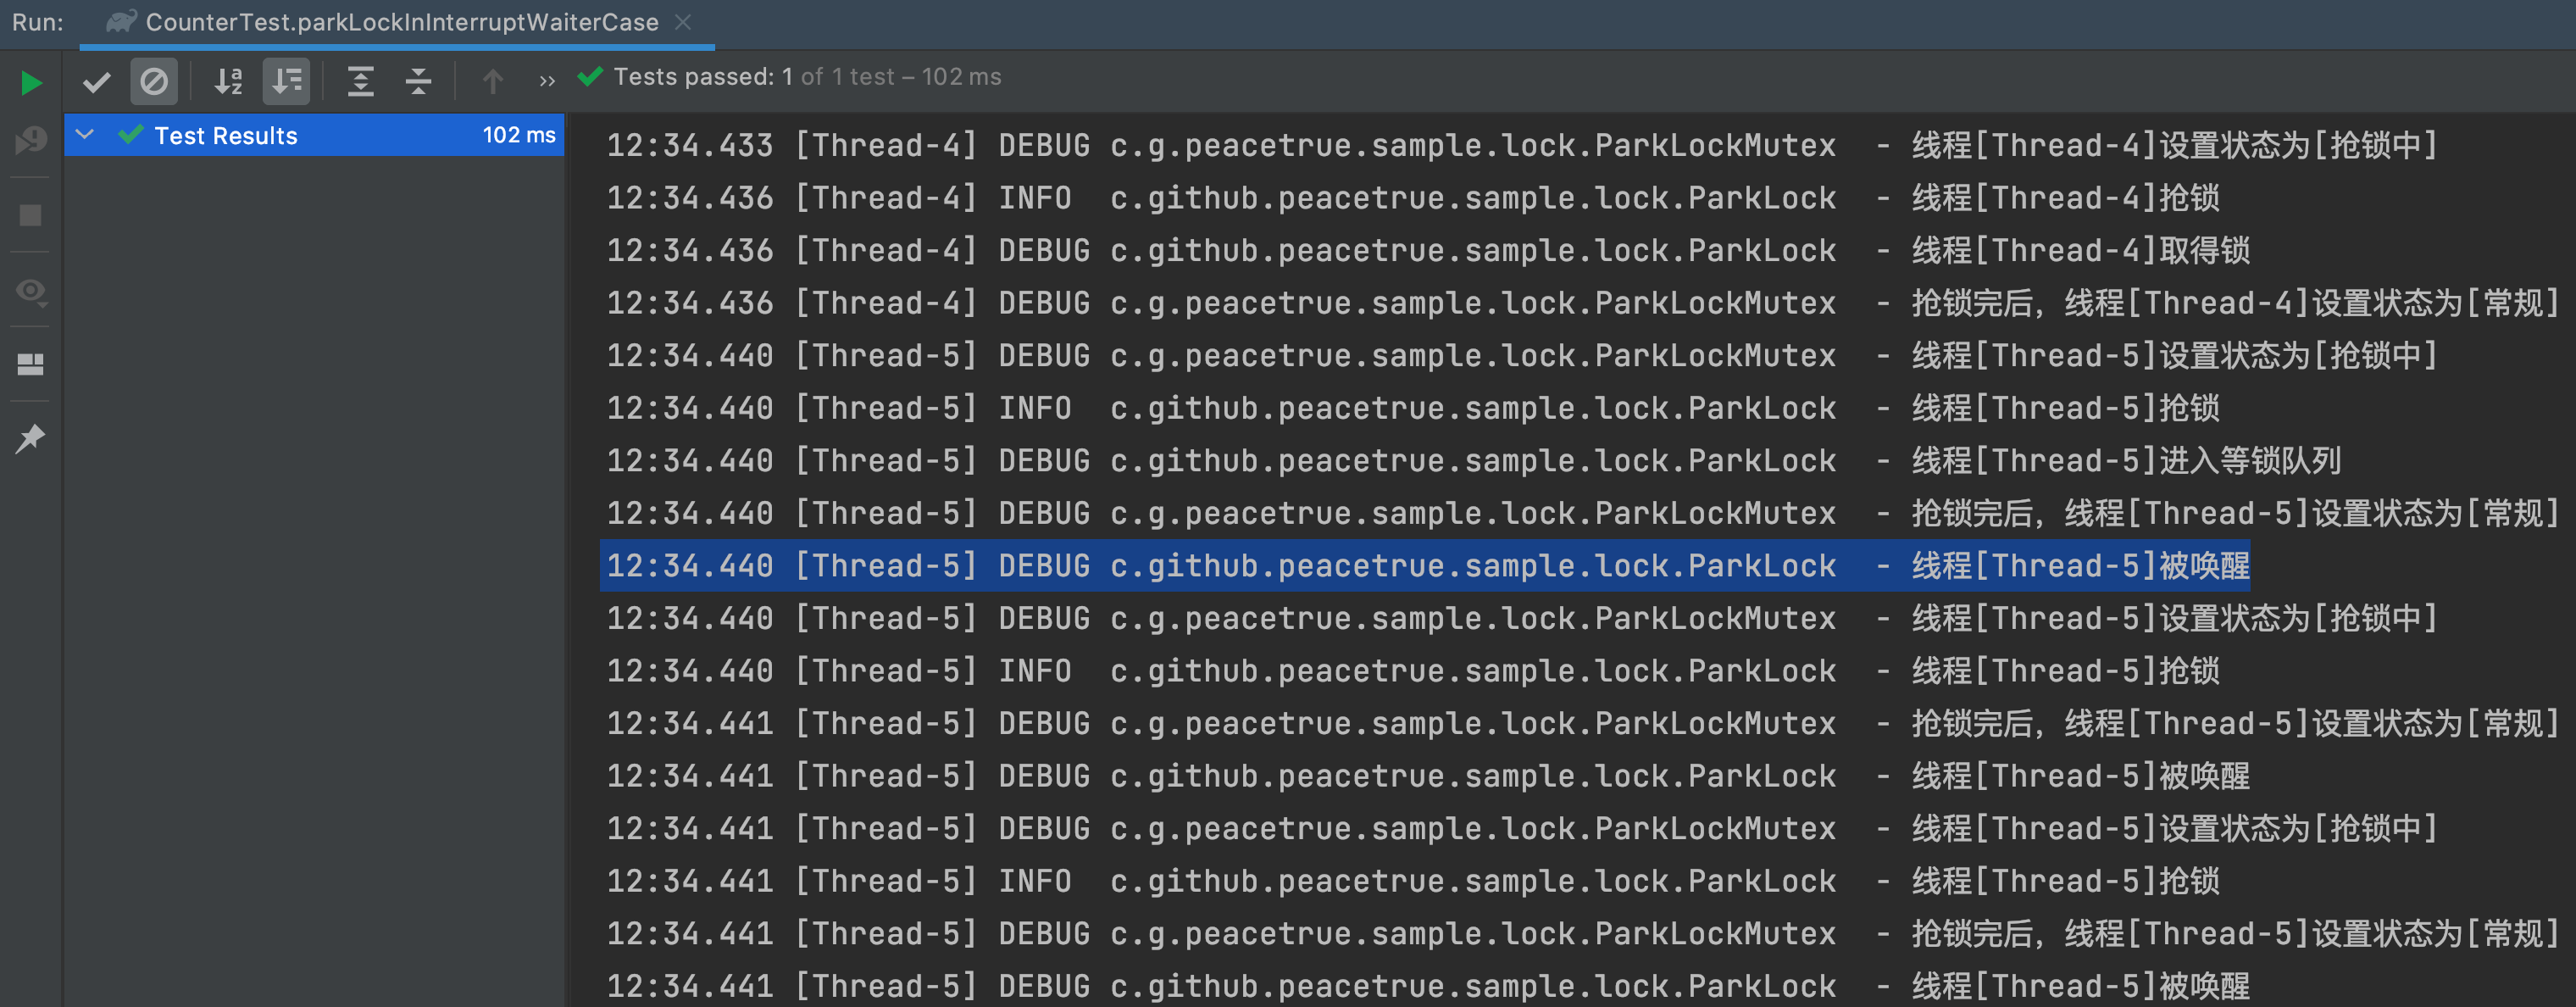 Run: CounterTest.parkLockInInterruptWaiterCase
Tests passed: 1 of 1 test – 102 ms
Test Results 102 ms
12:34.433 [Thread-4] DEBUG c.g.peacetrue.sample.lock.ParkLockMutex - 线程[Thread-4]设置状态为[抢锁中]
12:34.436 [Thread-4] INFO c.github.peacetrue.sample.lock.ParkLock - 线程[Thread-4]抢锁
12:34.436 [Thread-4] DEBUG c.github.peacetrue.sample.lock.ParkLock - 线程[Thread-4]取得锁
12:34.436 [Thread-4] DEBUG c.g.peacetrue.sample.lock.ParkLockMutex - 抢锁完后，线程[Thread-4]设置状态为[常规]
12:34.440 [Thread-5] DEBUG c.g.peacetrue.sample.lock.ParkLockMutex - 线程[Thread-5]设置状态为[抢锁中]
12:34.440 [Thread-5] INFO c.github.peacetrue.sample.lock.ParkLock - 线程[Thread-5]抢锁
12:34.440 [Thread-5] DEBUG c.github.peacetrue.sample.lock.ParkLock - 线程[Thread-5]进入等锁队列
12:34.440 [Thread-5] DEBUG c.g.peacetrue.sample.lock.ParkLockMutex - 抢锁完后，线程[Thread-5]设置状态为[常规]
12:34.440 [Thread-5] DEBUG c.github.peacetrue.sample.lock.ParkLock - 线程[Thread-5]被唤醒
12:34.440 [Thread-5] DEBUG c.g.peacetrue.sample.lock.ParkLockMutex - 线程[Thread-5]设置状态为[抢锁中]
12:34.440 [Thread-5] INFO c.github.peacetrue.sample.lock.ParkLock - 线程[Thread-5]抢锁
12:34.441 [Thread-5] DEBUG c.g.peacetrue.sample.lock.ParkLockMutex - 抢锁完后，线程[Thread-5]设置状态为[常规]
12:34.441 [Thread-5] DEBUG c.github.peacetrue.sample.lock.ParkLock - 线程[Thread-5]被唤醒
12:34.441 [Thread-5] DEBUG c.g.peacetrue.sample.lock.ParkLockMutex - 线程[Thread-5]设置状态为[抢锁中]
12:34.441 [Thread-5] INFO c.github.peacetrue.sample.lock.ParkLock - 线程[Thread-5]抢锁
12:34.441 [Thread-5] DEBUG c.g.peacetrue.sample.lock.ParkLockMutex - 抢锁完后，线程[Thread-5]设置状态为[常规]
12:34.441 [Thread-5] DEBUG c.github.peacetrue.sample.lock.ParkLock - 线程[Thread-5]被唤醒